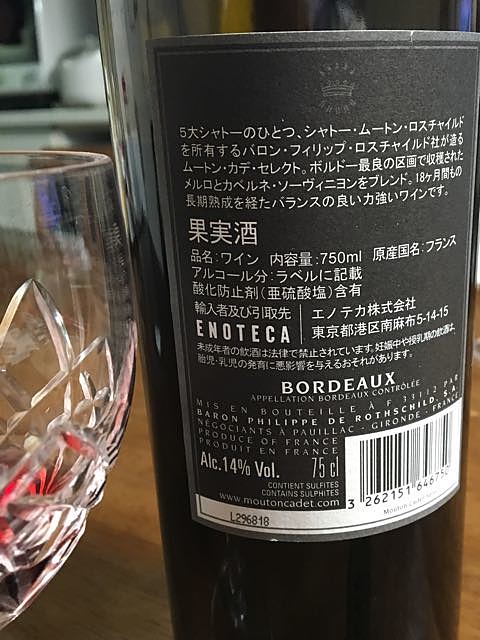 5大シャトーのひとつ、シャトー・ムートン・ロスチャイルド
を所有するバロン・フィリップ・ロスチャイルド社が造る
ムートン・カデ・セレクト。ボルドー最良の区画で収穫された
メルロとカベルネ・ソーヴィニヨンをブレンド。18ヶ月間もの
長期熟成を経たバランスの良い力強いワインです。
果実酒
品名：ワイン 内容量：750ml 原産国名：フランス
アルコール分：ラベルに記載
酸化防止剤(亜硫酸塩)含有
輸入者及び引取先 エノテカ株式会社
ENOTECA 東京都港区南麻布5-14-15
未成年者の飲酒は法律で禁止されています。妊娠中や授乳期の飲酒は、
胎児・乳児の発育に悪影響を与えるおそれがあります。
BORDEAUX
APPELLATION BORDEAUX CONTRÔLÉE
MIS EN BOUTEILLE À F 33112 PAR
BARON PHILIPPE DE ROTHSCHILD, S.A.
NÉGOCIANTS À PAUILLAC - GIRONDE - FRANCE
PRODUCE OF FRANCE
PRODUIT EN FRANCE
Alc.14% Vol. 75 cl
CONTIENT SULFITES
CONTAINS SULPHITES
www.moutoncadet.com
3 262151 64675
Mouton Cadet
L296818